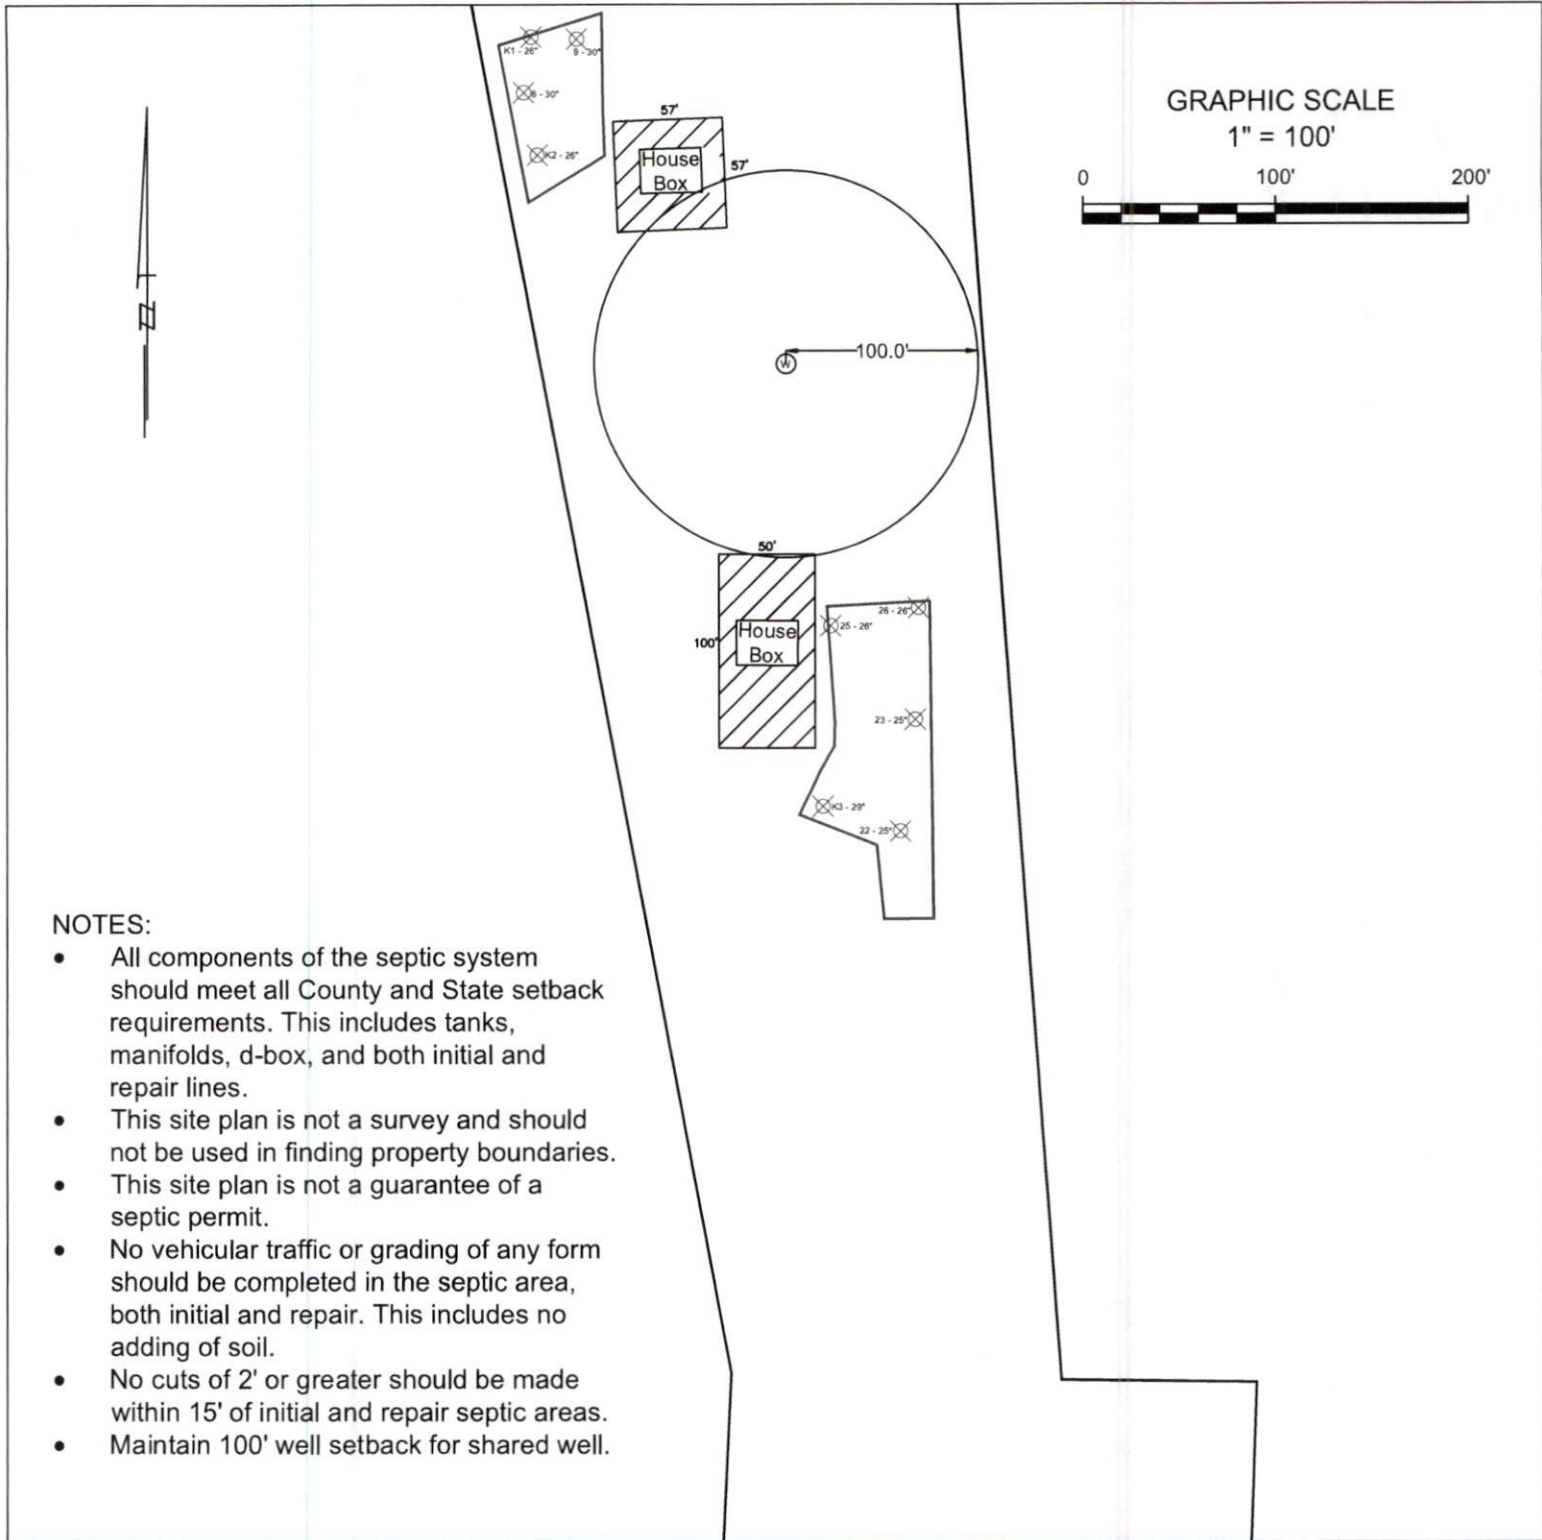 K1 - 26"
9 - 30"
8 - 30"
K2 - 26"
57'
House
Box
57'
GRAPHIC SCALE
1" = 100'
0 100' 200'
N
100.0'
W
50'
100'
House
Box
26 - 26"
25 - 26"
23 - 25"
K3 - 29"
22 - 25"
NOTES:
• All components of the septic system
should meet all County and State setback
requirements. This includes tanks,
manifolds, d-box, and both initial and
repair lines.
• This site plan is not a survey and should
not be used in finding property boundaries.
• This site plan is not a guarantee of a
septic permit.
• No vehicular traffic or grading of any form
should be completed in the septic area,
both initial and repair. This includes no
adding of soil.
• No cuts of 2' or greater should be made
within 15' of initial and repair septic areas.
• Maintain 100' well setback for shared well.